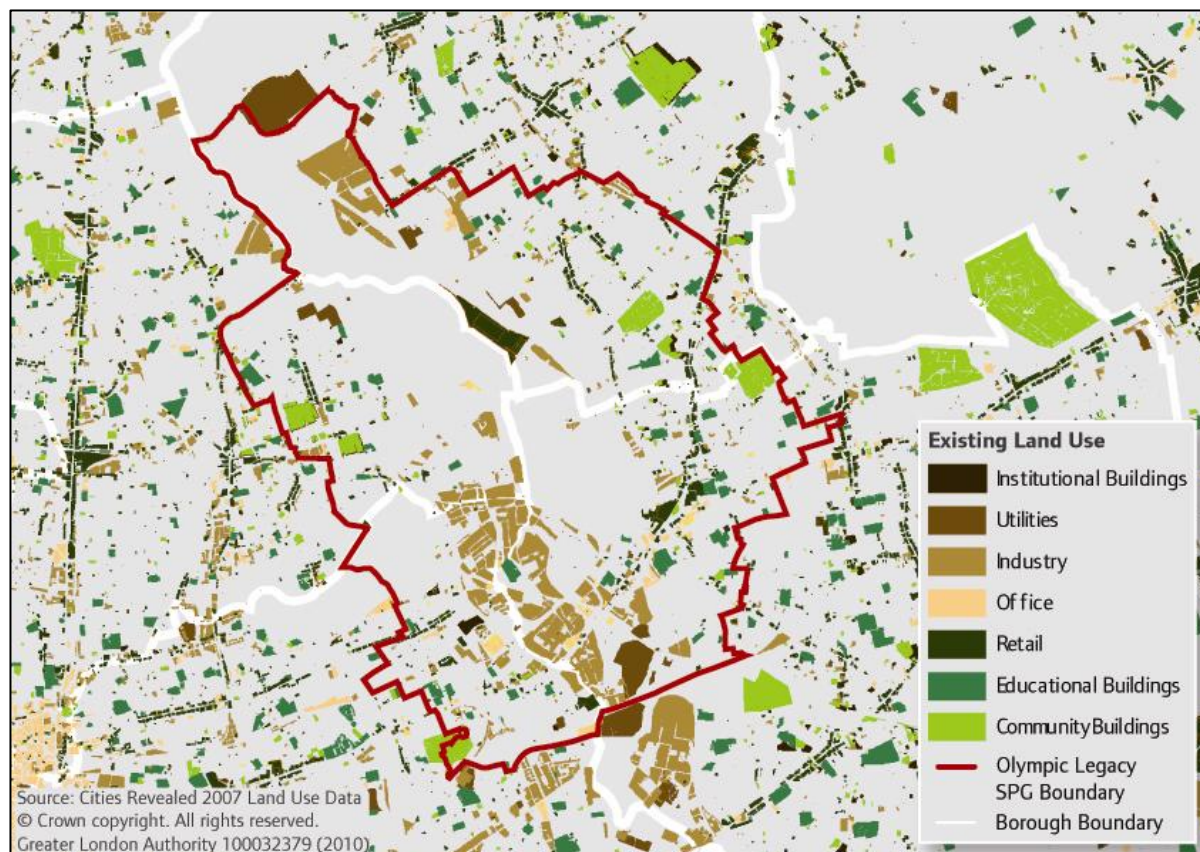 Existing Land Use
Institutional Buildings
Utilities
Industry
Office
Retail
Educational Buildings
Community Buildings
Olympic Legacy
SPG Boundary
Borough Boundary
Source: Cities Revealed 2007 Land Use Data
© Crown copyright. All rights reserved.
Greater London Authority 100032379 (2010)